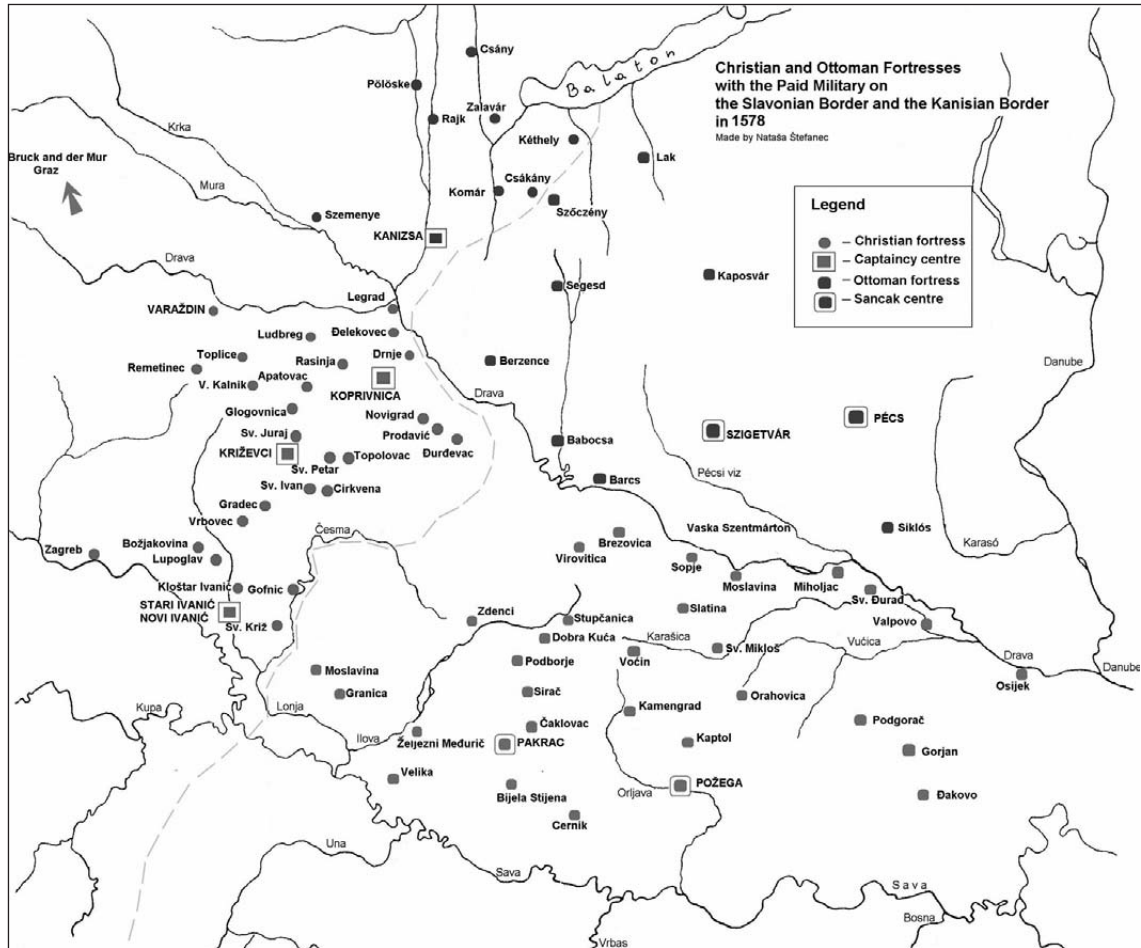 Christian and Ottoman Fortresses
with the Paid Military on
the Slavonian Border and the Kanisian Border
in 1578
Made by Nataša Štefanec
Legend
– Christian fortress
– Captaincy centre
– Ottoman fortress
– Sancak centre
Csány
Balaton
Pölöske
Zalavár
Rajk
Krka
Kéthely
Bruck and der Mur
Graz
Lak
Mura
Csákány
Komár
Szőczény
Szemenye
KANIZSA
Drava
Kaposvár
Segesd
Legrad
VARAŽDIN
Đelekovec
Ludbreg
Toplice
Drnje
Rasinja
Berzence
Danube
Remetinec
Apatovac
V. Kalnik
KOPRIVNICA
Drava
Glogovnica
Novigrad
PÉCS
SZIGETVÁR
Sv. Juraj
Prodavić
Babocsa
Đurđevac
KRIŽEVCI
Sv. Petar
Topolovac
Pécsi viz
Barcs
Sv. Ivan
Cirkvena
Gradec
Vrbovec
Česma
Vaska Szentmárton
Siklós
Karasó
Brezovica
Božjakovina
Zagreb
Lupoglav
Virovitica
Sopje
Kloštar Ivanić
Gofnic
Moslavina
Miholjac
Sv. Đurad
STARI IVANIĆ
NOVI IVANIĆ
Zdenci
Stupčanica
Slatina
Valpovo
Sv. Križ
Dobra Kuća
Karašica
Vučica
Sv. Mikloš
Drava
Danube
Podborje
Voćin
Moslavina
Osijek
Granica
Sirač
Orahovica
Kupa
Lonja
Kamengrad
Podgorač
Čaklovac
Ilova
Željezni Međurič
PAKRAC
Kaptol
Gorjan
Velika
POŽEGA
Bijela Stijena
Orljava
Đakovo
Cernik
Una
Sava
Sava
Bosna
Vrbas